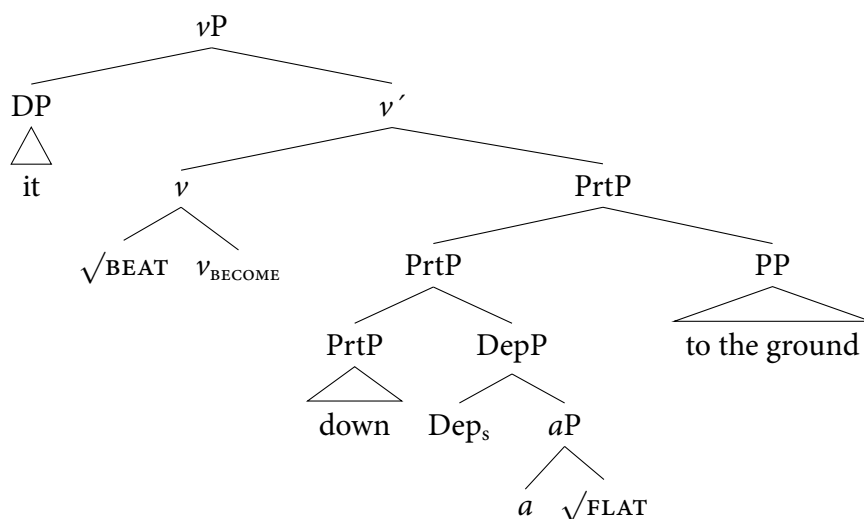 vP
DP v´
it v PrtP
√BEAT vBECOME PrtP PP
PrtP DepP to the ground
down Deps aP
a √FLAT